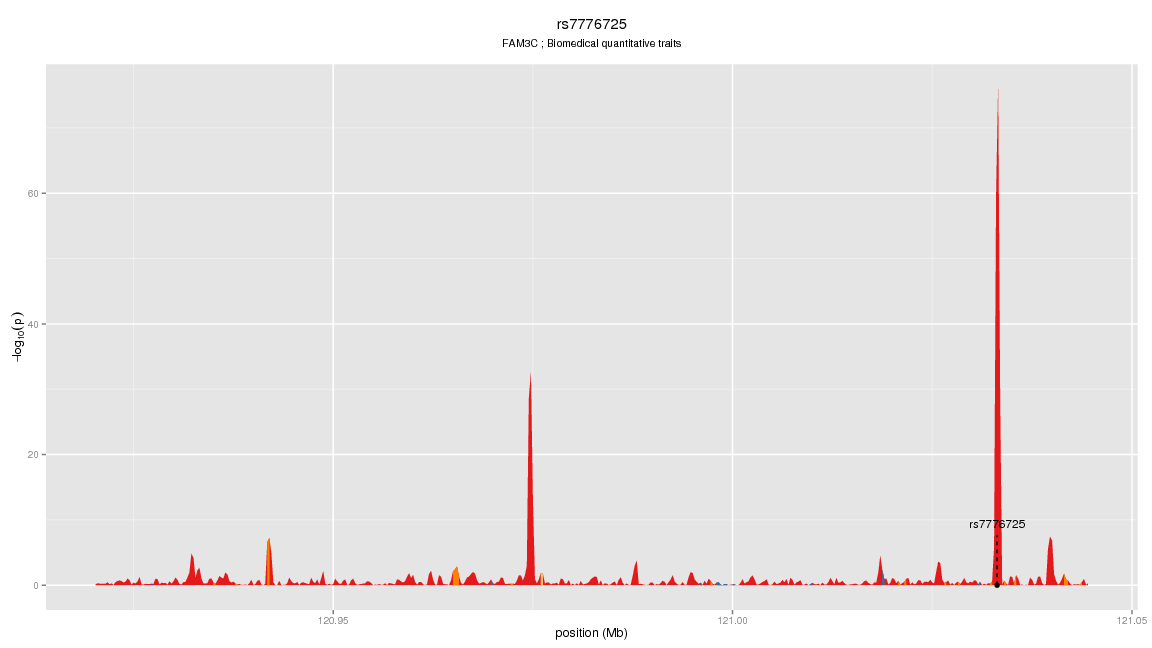 rs7776725
FAM3C ; Biomedical quantitative traits
60
40
20
0
−log10(p)
rs7776725
120.95
121.00
121.05
position (Mb)